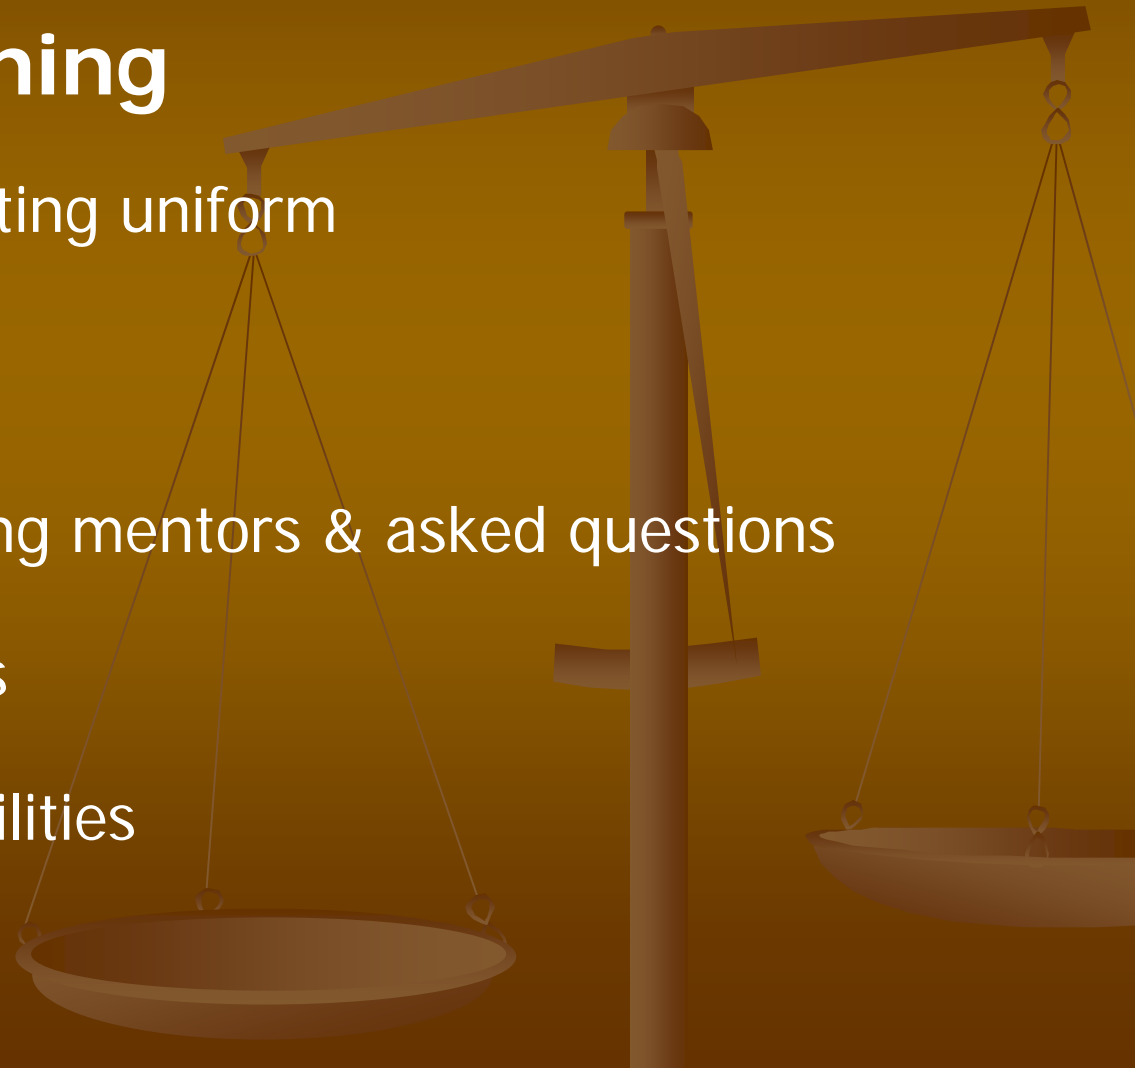 ning
ting uniform
ng mentors & asked questions
s
ilities